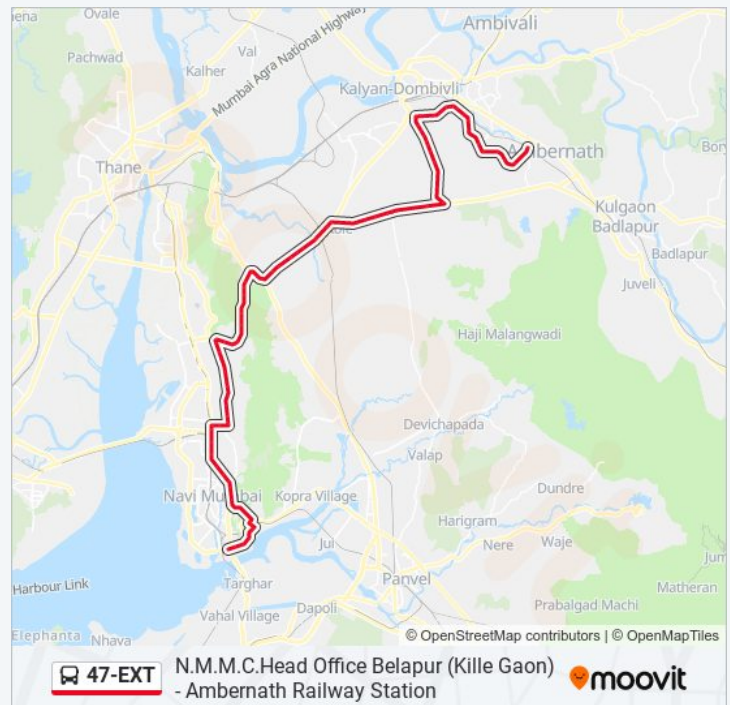 Ovale
Ambivali
Pachwad
Val
Kalher
Mumbai Agra National Highway
Kalyan-Dombivli
Thane
Ambernath
Kulgaon
Badlapur
Badlapur
Juveli
Haji Malangwadi
Devichapada
Valap
Navi Mumbai
Kopra Village
Dundre
Harigram
Jui
Nere
Waje
Targhar
Panvel
Harbour Link
Matheran
Dapoli
Prabalgad Machi
Elephanta
Vahal Village
Nhava
© OpenStreetMap contributors | © OpenMapTiles
47-EXT
N.M.M.C.Head Office Belapur (Kille Gaon)
- Ambernath Railway Station
moovit